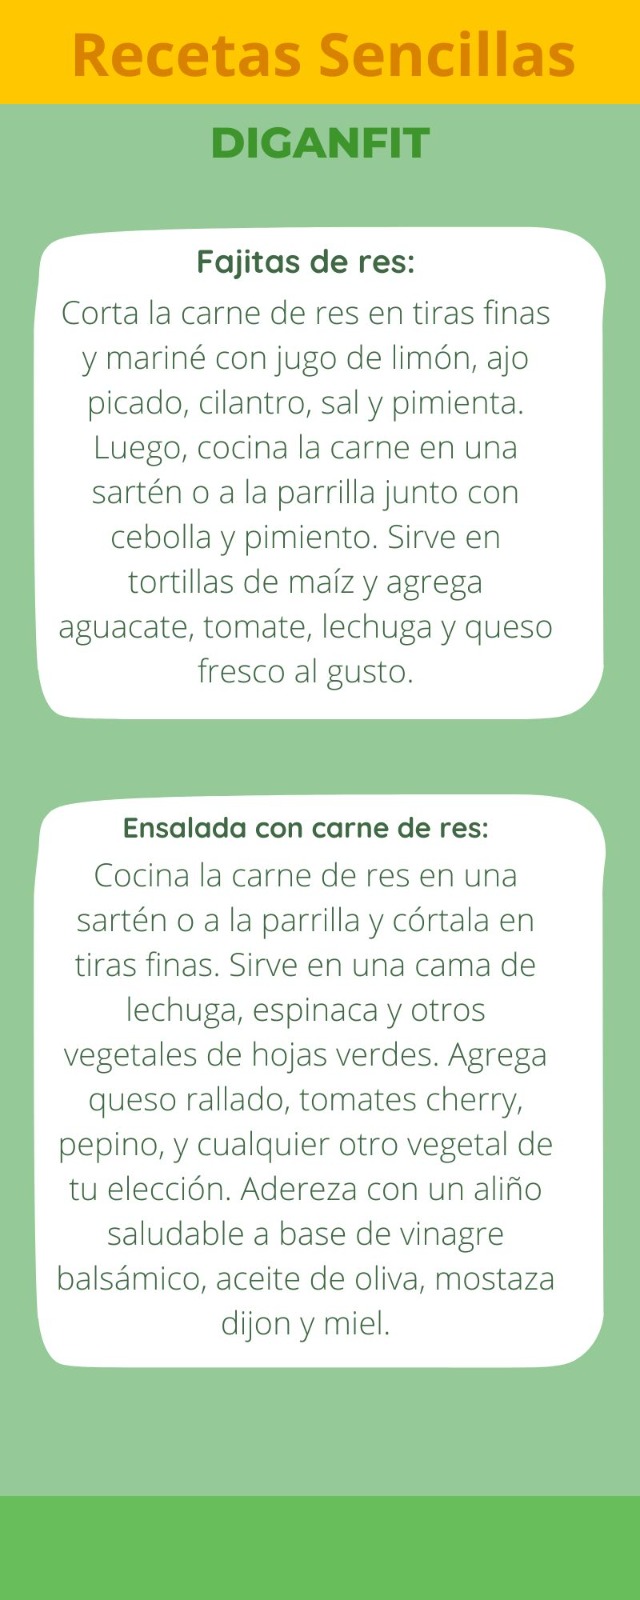 Recetas Sencillas
DIGANFIT
Fajitas de res:
Corta la carne de res en tiras finas
y mariné con jugo de limón, ajo
picado, cilantro, sal y pimienta.
Luego, cocina la carne en una
sartén o a la parrilla junto con
cebolla y pimiento. Sirve en
tortillas de maíz y agrega
aguacate, tomate, lechuga y queso
fresco al gusto.
Ensalada con carne de res:
Cocina la carne de res en una
sartén o a la parrilla y córtala en
tiras finas. Sirve en una cama de
lechuga, espinaca y otros
vegetales de hojas verdes. Agrega
queso rallado, tomates cherry,
pepino, y cualquier otro vegetal de
tu elección. Adereza con un aliño
saludable a base de vinagre
balsámico, aceite de oliva, mostaza
dijon y miel.